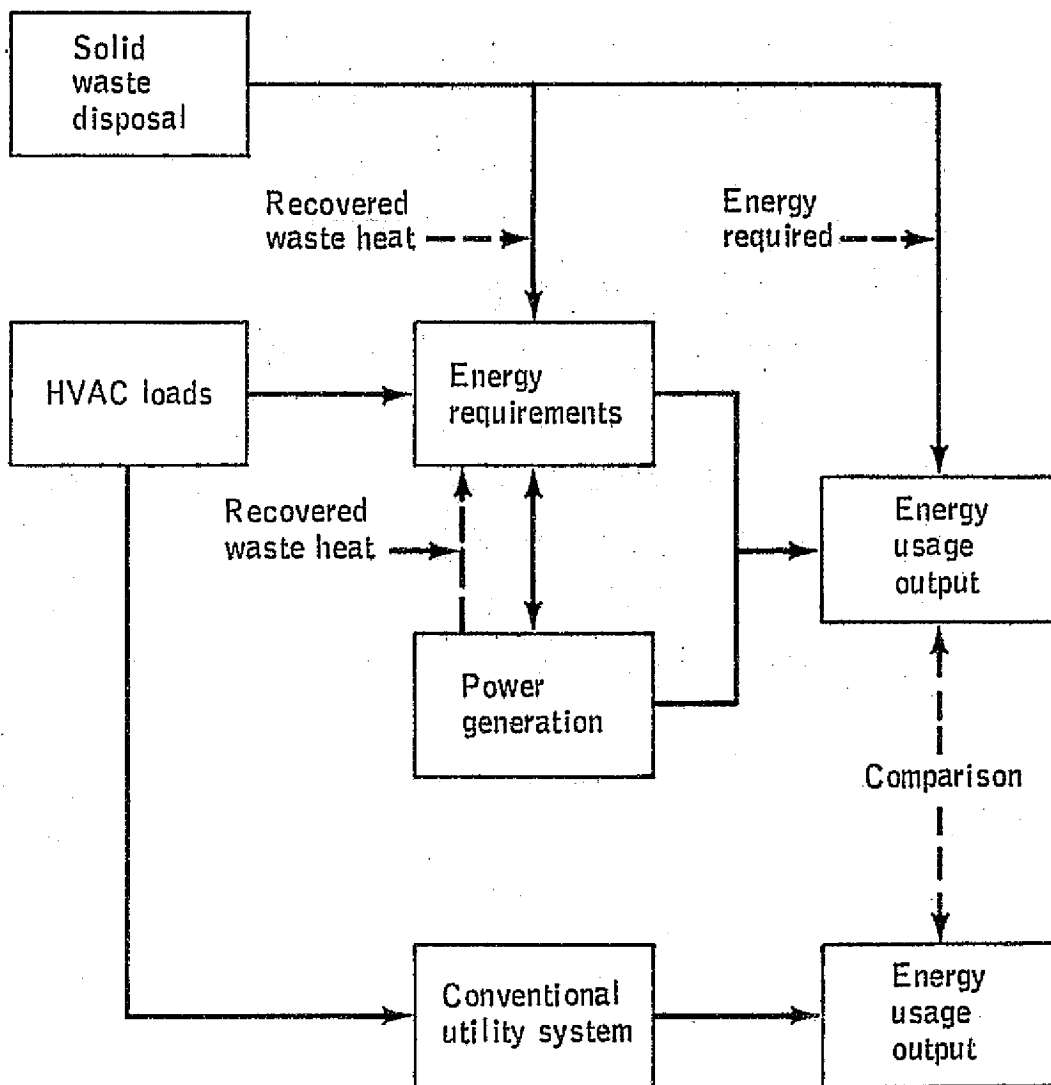 Solid
waste
disposal
Recovered
waste heat
Energy
required
HVAC loads
Energy
requirements
Recovered
waste heat
Energy
usage
output
Power
generation
Comparison
Conventional
utility system
Energy
usage
output